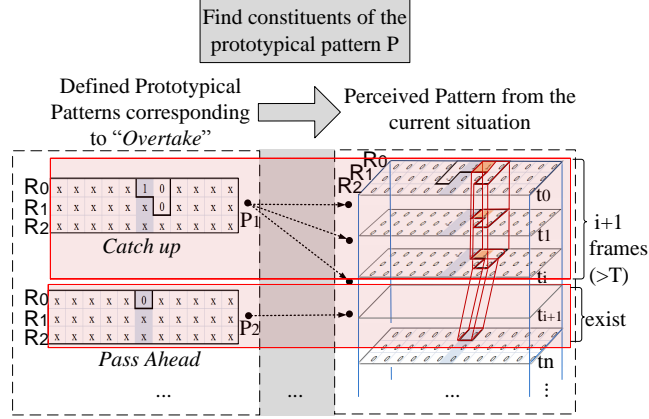 Find constituents of the
prototypical pattern P
Defined Prototypical
Patterns corresponding
to “Overtake”
Perceived Pattern from the
current situation
R0 x x x x 1 0 x x x x
R1 x x x x x 0 x x x x
R2 x x x x x x x x x x
Catch up
P1
R0 x x x x 0 x x x x x
R1 x x x x x x x x x x
R2 x x x x x x x x x x
Pass Ahead
P2
...
...
R0
R1
R2
t0
t1
ti
ti+1
tn
...
⋮
i+1
frames
(>T)
exist